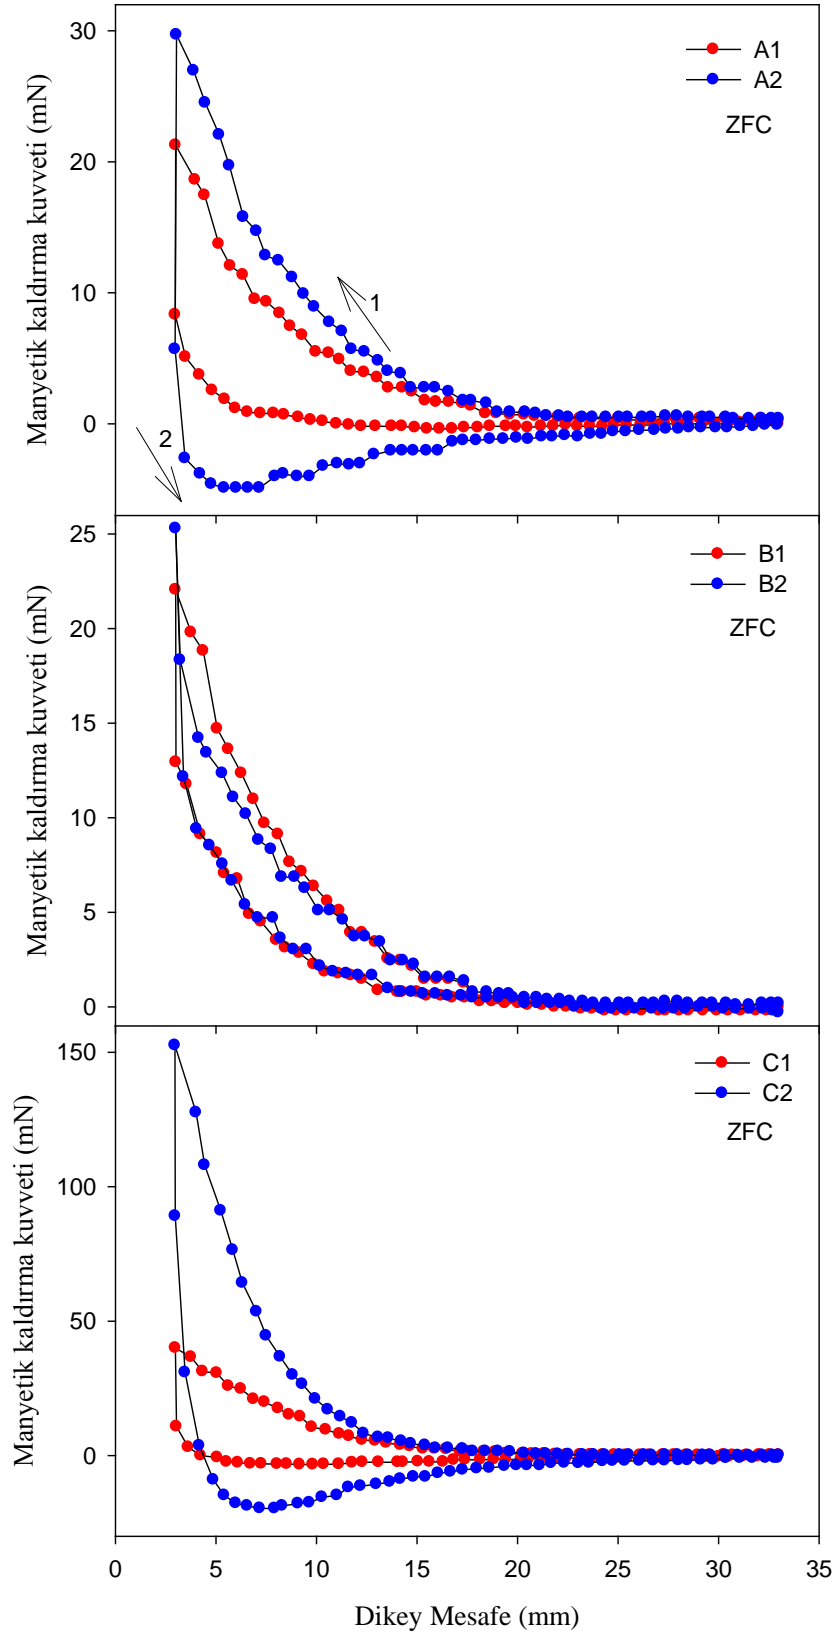 Manyetik kaldırma kuvveti (mN)
30
20
10
0
A1
A2
ZFC
1
2
Manyetik kaldırma kuvveti (mN)
25
20
15
10
5
0
B1
B2
ZFC
Manyetik kaldırma kuvveti (mN)
150
100
50
0
C1
C2
ZFC
0 5 10 15 20 25 30 35
Dikey Mesafe (mm)